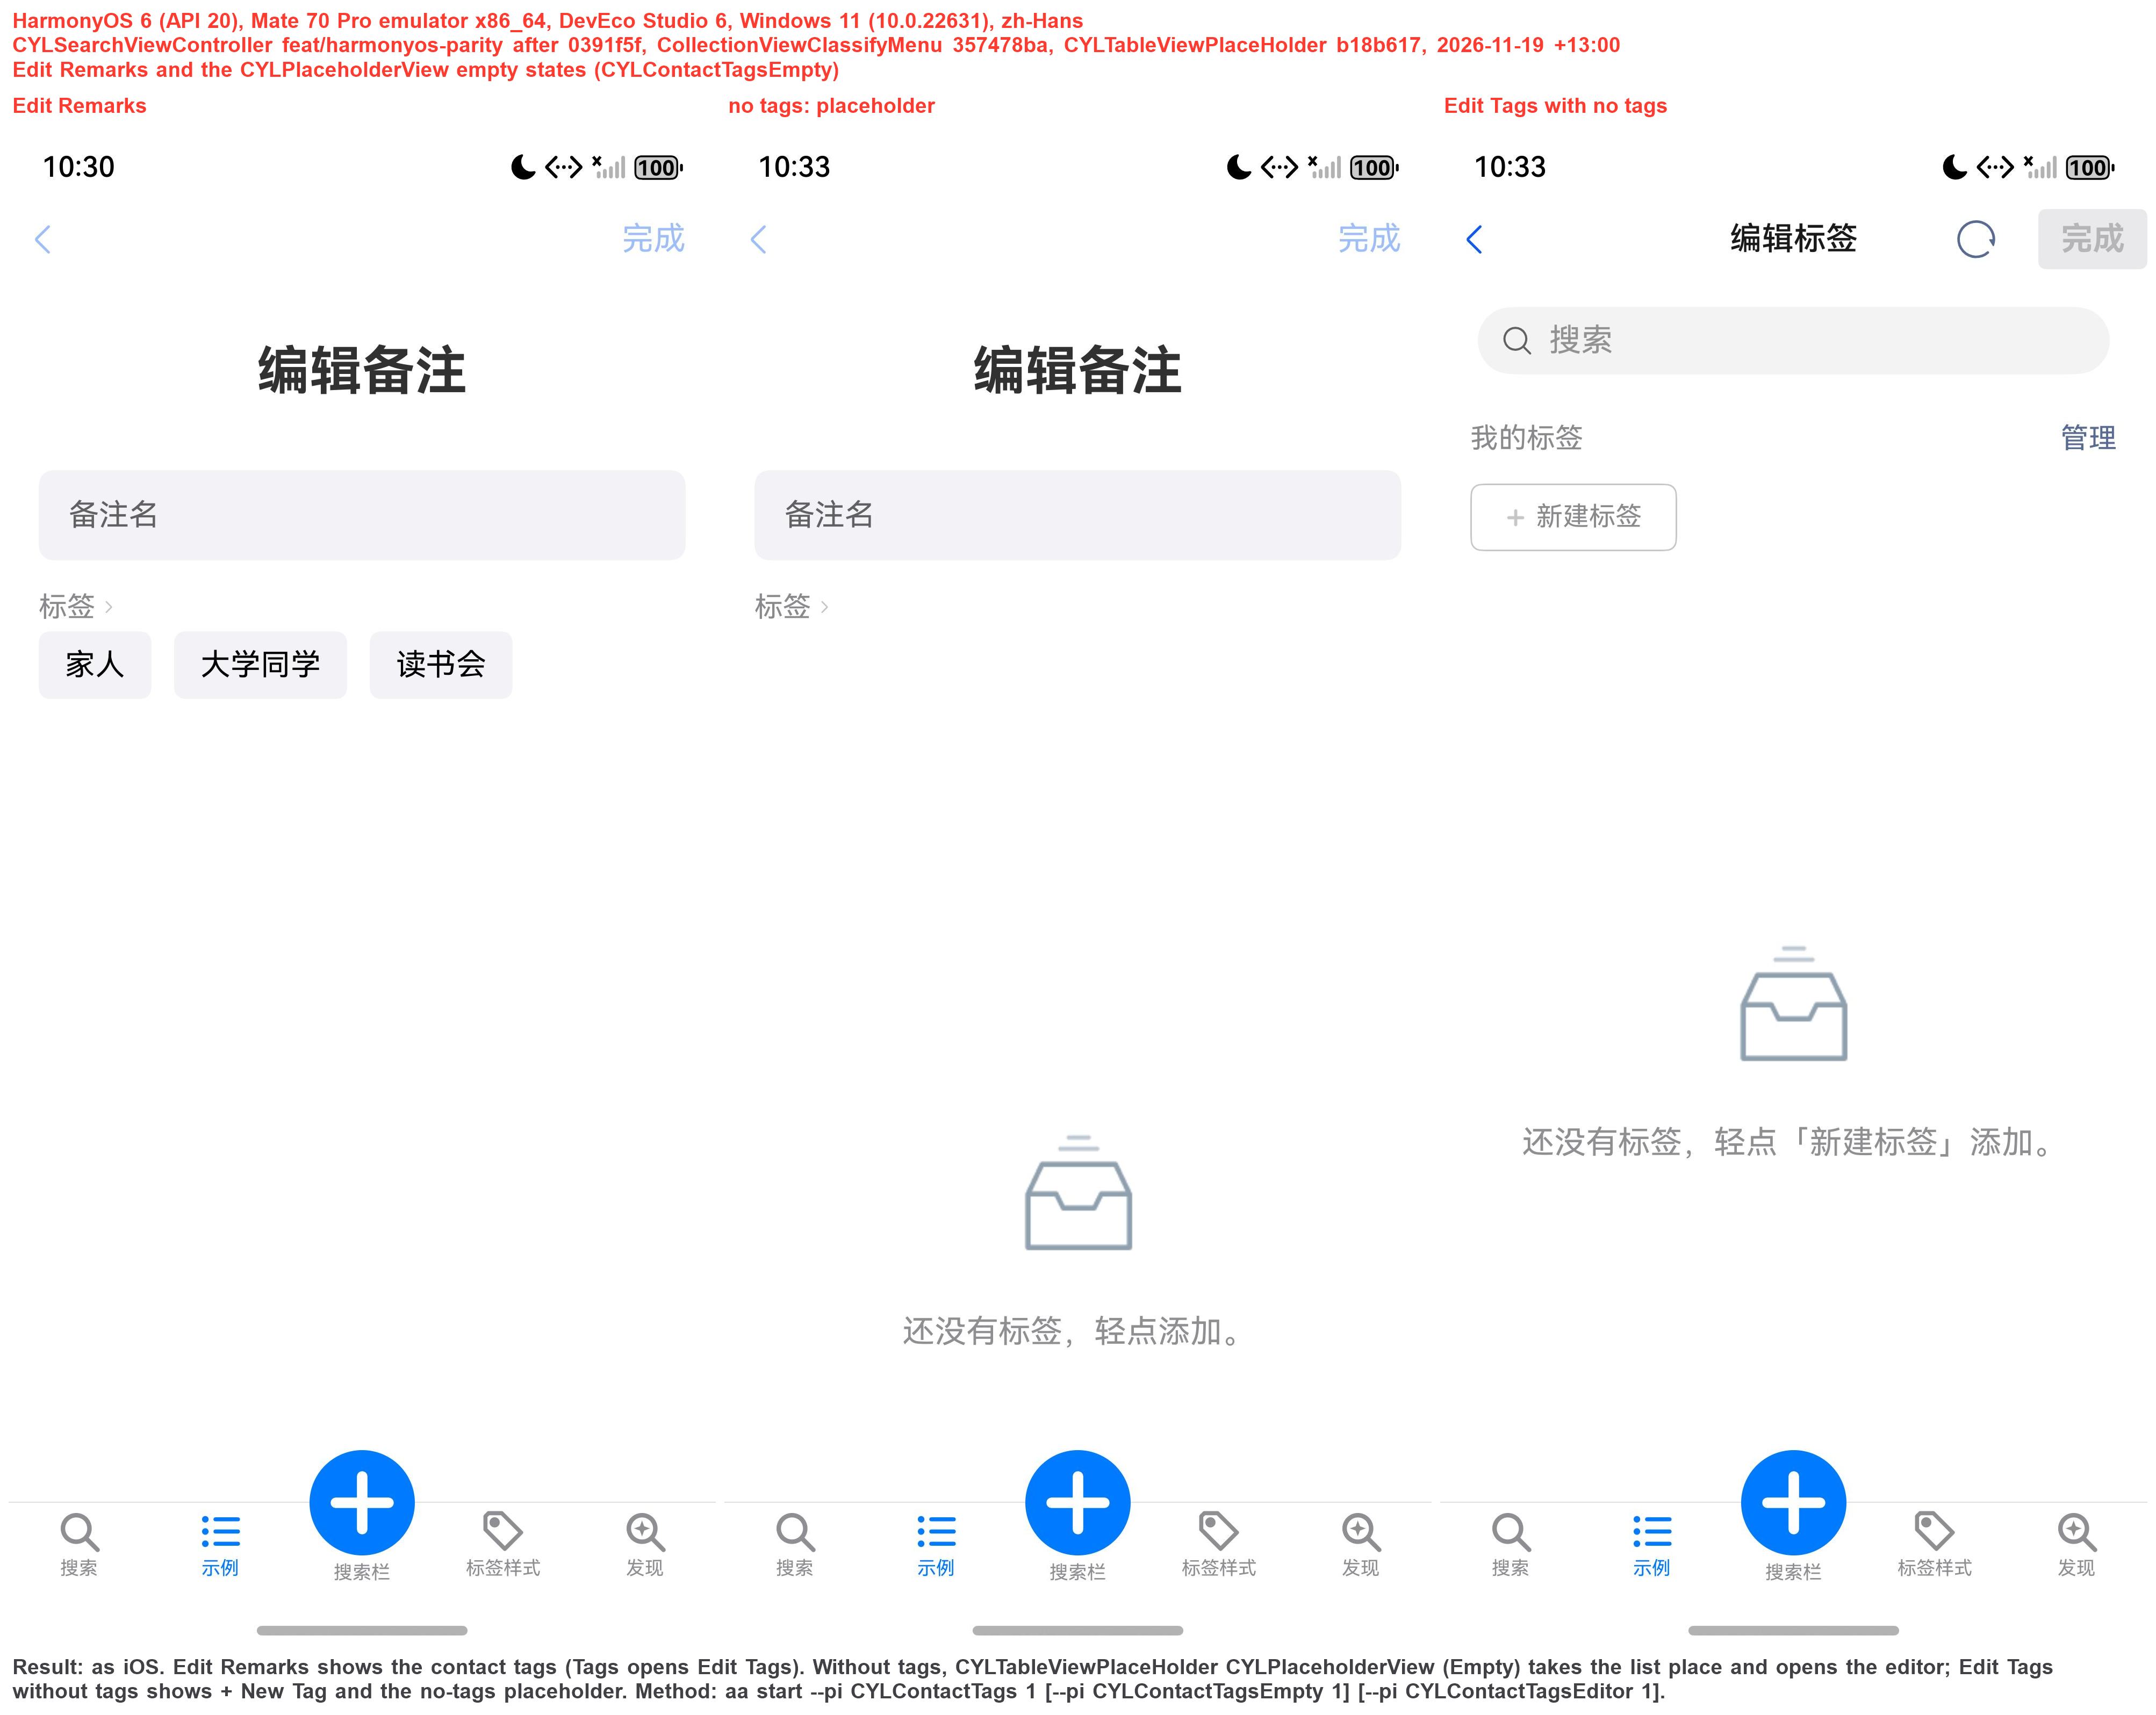 HarmonyOS 6 (API 20), Mate 70 Pro emulator x86_64, DevEco Studio 6, Windows 11 (10.0.22631), zh-Hans
CYLSearchViewController feat/harmonyos-parity after 0391f5f, CollectionViewClassifyMenu 357478ba, CYLTableViewPlaceHolder b18b617, 2026-11-19 +13:00
Edit Remarks and the CYLPlaceholderView empty states (CYLContactTagsEmpty)
Edit Remarks
10:30
100
完成
编辑备注
备注名
标签
家人 大学同学 读书会
搜索 示例 搜索栏 标签样式 发现
no tags: placeholder
10:33
100
完成
编辑备注
备注名
标签
还没有标签，轻点添加。
搜索 示例 搜索栏 标签样式 发现
Edit Tags with no tags
10:33
100
编辑标签 完成
搜索
我的标签 管理
+ 新建标签
还没有标签，轻点「新建标签」添加。
搜索 示例 搜索栏 标签样式 发现
Result: as iOS. Edit Remarks shows the contact tags (Tags opens Edit Tags). Without tags, CYLTableViewPlaceHolder CYLPlaceholderView (Empty) takes the list place and opens the editor; Edit Tags
without tags shows + New Tag and the no-tags placeholder. Method: aa start --pi CYLContactTags 1 [--pi CYLContactTagsEmpty 1] [--pi CYLContactTagsEditor 1].